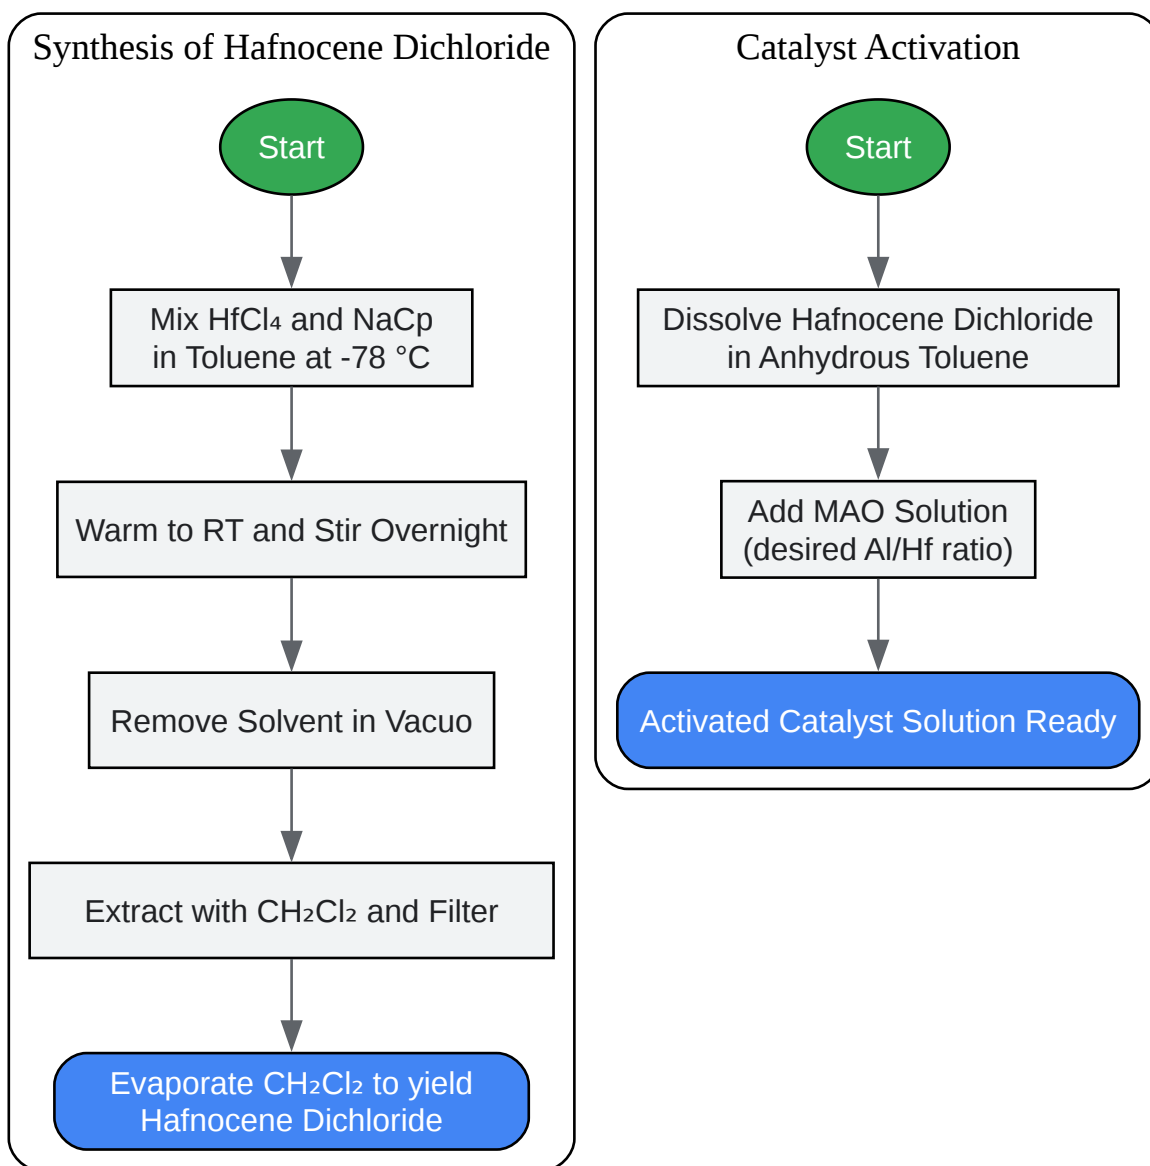 Synthesis of Hafnocene Dichloride
Start
Mix HfCl₄ and NaCp
in Toluene at -78 °C
Warm to RT and Stir Overnight
Remove Solvent in Vacuo
Extract with CH₂Cl₂ and Filter
Evaporate CH₂Cl₂ to yield
Hafnocene Dichloride
Catalyst Activation
Start
Dissolve Hafnocene Dichloride
in Anhydrous Toluene
Add MAO Solution
(desired Al/Hf ratio)
Activated Catalyst Solution Ready